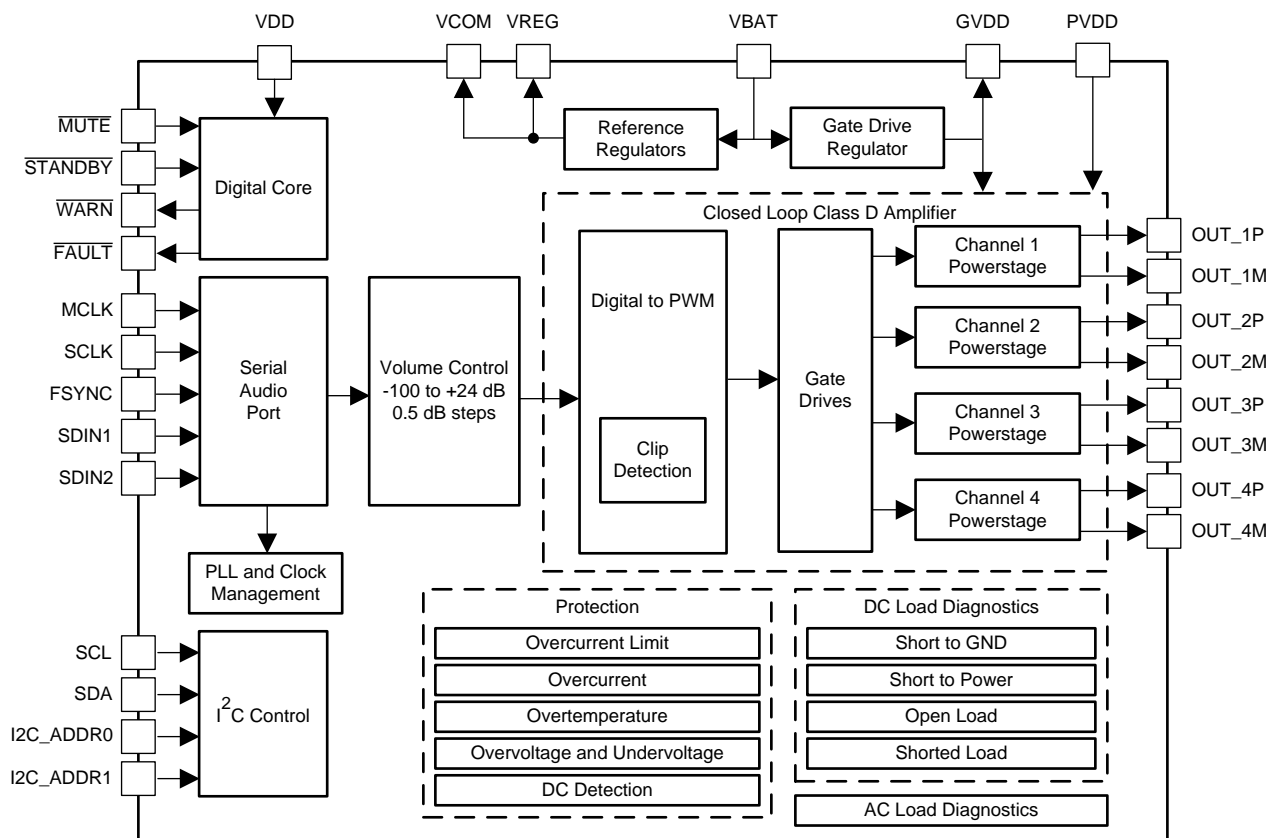 VDD
VCOM
VREG
VBAT
GVDD
PVDD
MUTE
STANDBY
WARN
FAULT
Digital Core
Reference
Regulators
Gate Drive
Regulator
MCLK
SCLK
FSYNC
SDIN1
SDIN2
Serial
Audio
Port
Volume Control
-100 to +24 dB
0.5 dB steps
Closed Loop Class D Amplifier
Digital to PWM
Clip
Detection
Gate
Drives
Channel 1
Powerstage
Channel 2
Powerstage
Channel 3
Powerstage
Channel 4
Powerstage
OUT_1P
OUT_1M
OUT_2P
OUT_2M
OUT_3P
OUT_3M
OUT_4P
OUT_4M
PLL and Clock
Management
SCL
SDA
I2C_ADDR0
I2C_ADDR1
I²C Control
Protection
Overcurrent Limit
Overcurrent
Overtemperature
Overvoltage and Undervoltage
DC Detection
DC Load Diagnostics
Short to GND
Short to Power
Open Load
Shorted Load
AC Load Diagnostics